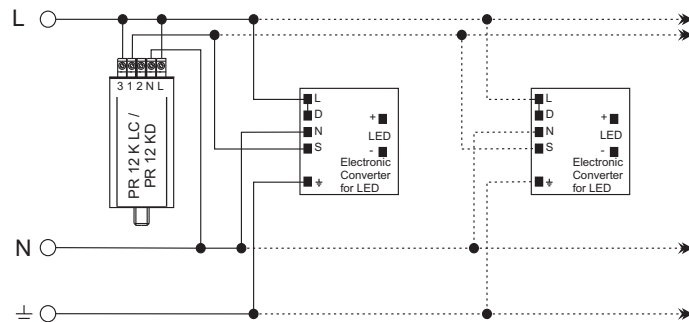 L
3 1 2 N L
PR 12 K LC /
PR 12 KD
L
D
N
S
+
LED
-
Electronic
Converter
for LED
L
D
N
S
+
LED
-
Electronic
Converter
for LED
N